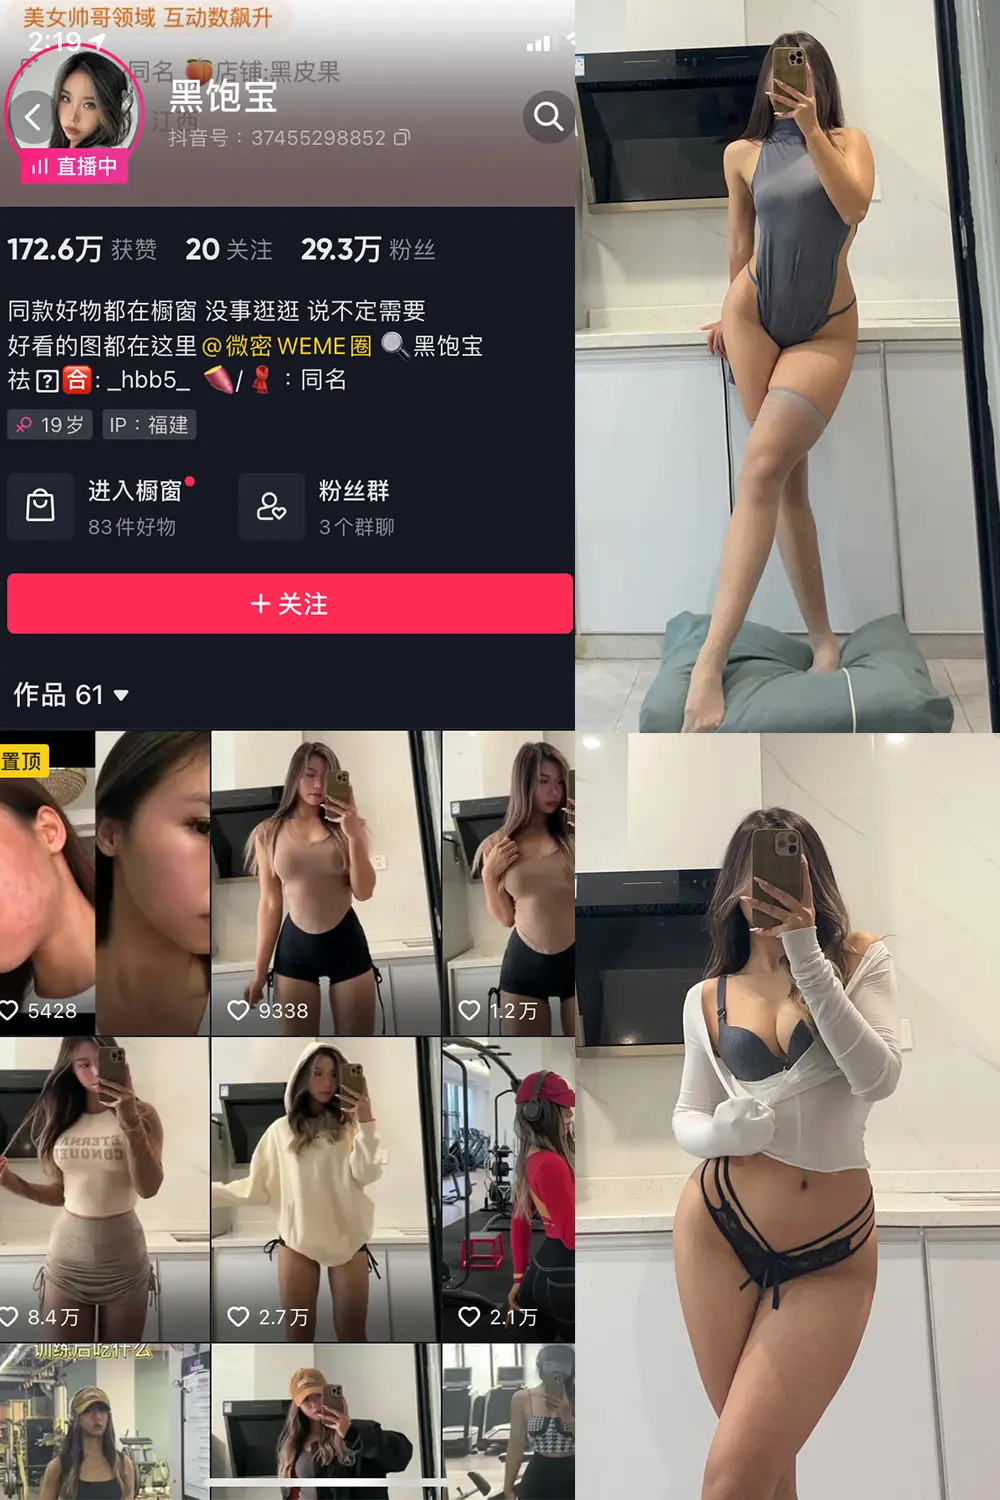 美女帅哥领域 互动数飙升
2:19
同名 🍑店铺:黑皮果
黑饱宝
江西
抖音号：37455298852
直播中
172.6万 获赞 20 关注 29.3万 粉丝
同款好物都在橱窗 没事逛逛 说不定需要
好看的图都在这里@微密WEME圈 🔍黑饱宝
祛?合: _hbb5_ 🍠/🧣：同名
♀ 19岁 IP：福建
进入橱窗
83件好物
粉丝群
3个群聊
+ 关注
作品 61
置顶
5428
9338
1.2万
ETERNAL
CONQUER
8.4万
2.7万
2.1万
训练后吃什么